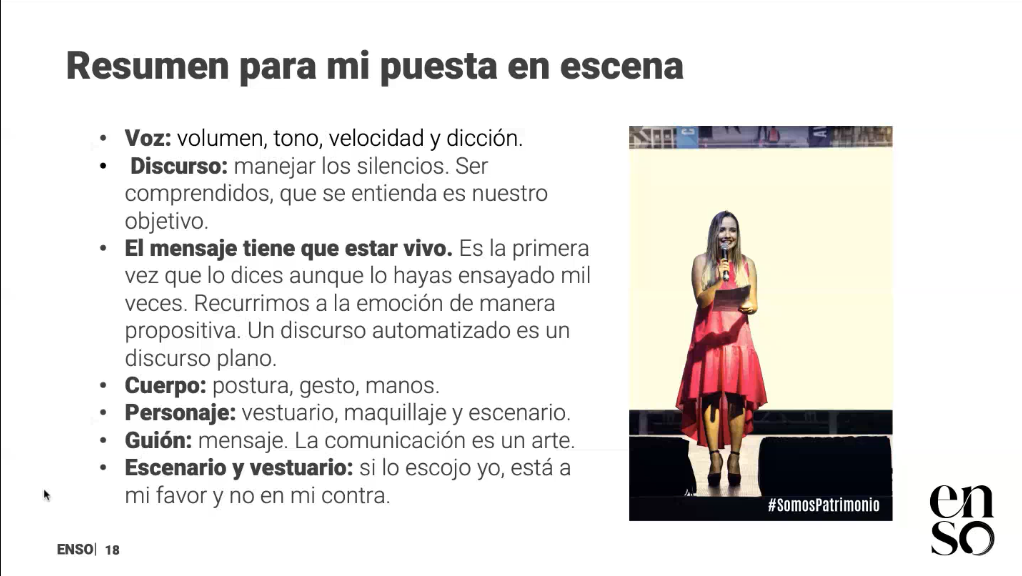 Resumen para mi puesta en escena
• Voz: volumen, tono, velocidad y dicción.
• Discurso: manejar los silencios. Ser
comprendidos, que se entienda es nuestro
objetivo.
• El mensaje tiene que estar vivo. Es la primera
vez que lo dices aunque lo hayas ensayado mil
veces. Recurrimos a la emoción de manera
propositiva. Un discurso automatizado es un
discurso plano.
• Cuerpo: postura, gesto, manos.
• Personaje: vestuario, maquillaje y escenario.
• Guión: mensaje. La comunicación es un arte.
• Escenario y vestuario: si lo escojo yo, está a
mi favor y no en mi contra.
#SomosPatrimonio
enso
ENSO| 18